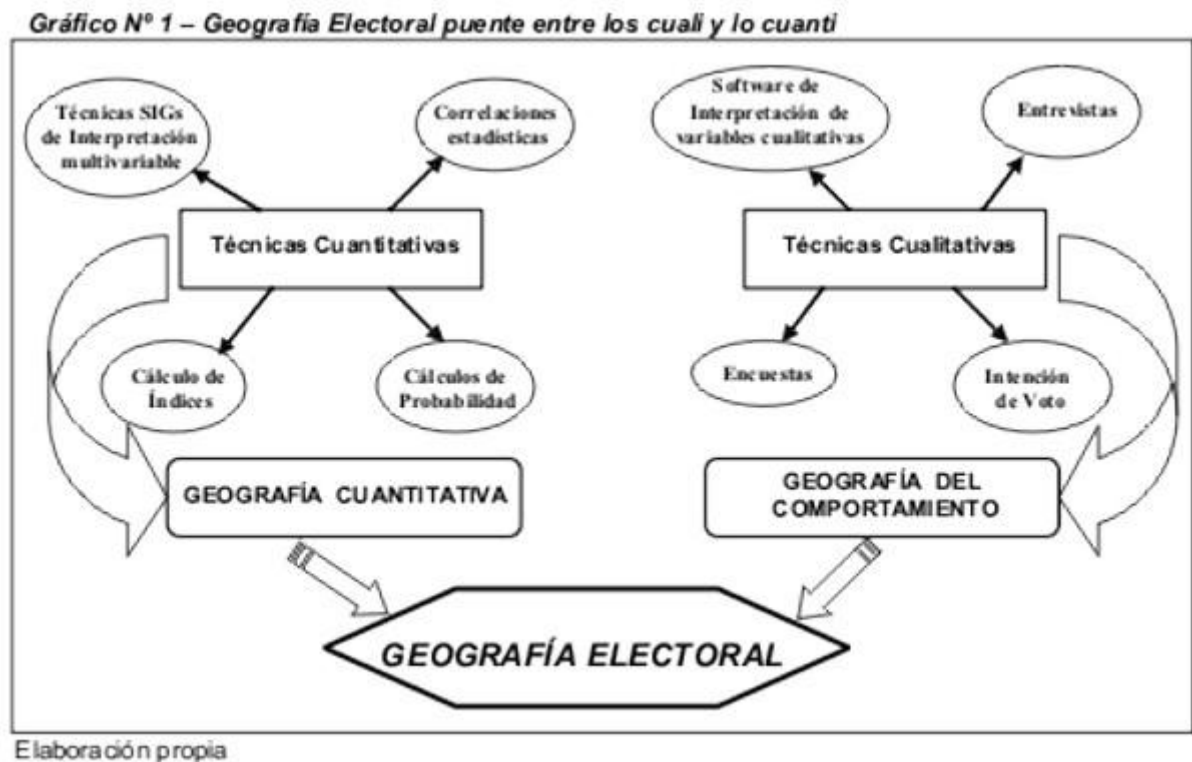 Gráfico Nº 1 – Geografía Electoral puente entre los cuali y lo cuanti
Técnicas SIGs
de Interpretación
multivariable
Correlaciones
estadísticas
Software de
Interpretación de
variables cualitativas
Entrevistas
Técnicas Cuantitativas
Técnicas Cualitativas
Cálculo de
Índices
Cálculos de
Probabilidad
Encuestas
Intención
de Voto
GEOGRAFÍA CUANTITATIVA
GEOGRAFÍA DEL
COMPORTAMIENTO
GEOGRAFÍA ELECTORAL
Elaboración propia